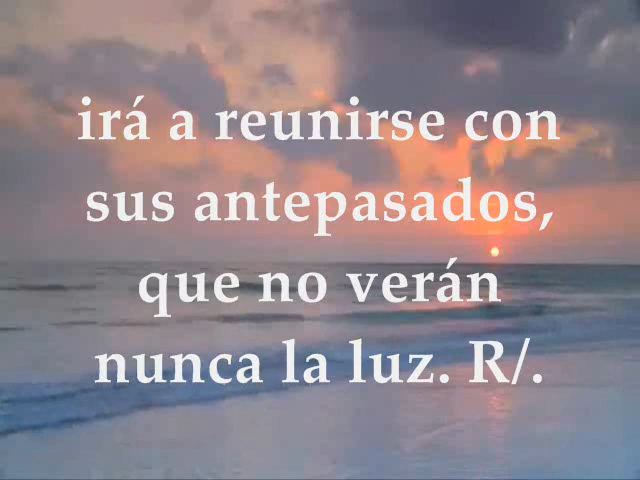 irá a reunirse con
sus antepasados,
que no verán
nunca la luz. R/.